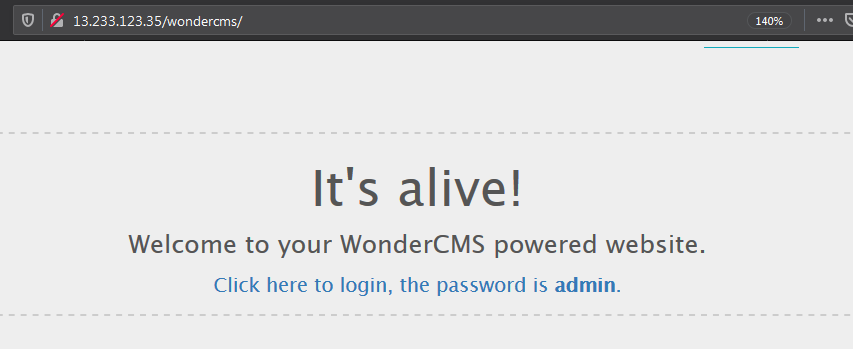 13.233.123.35/wondercms/
140%
It's alive!
Welcome to your WonderCMS powered website.
Click here to login, the password is admin.